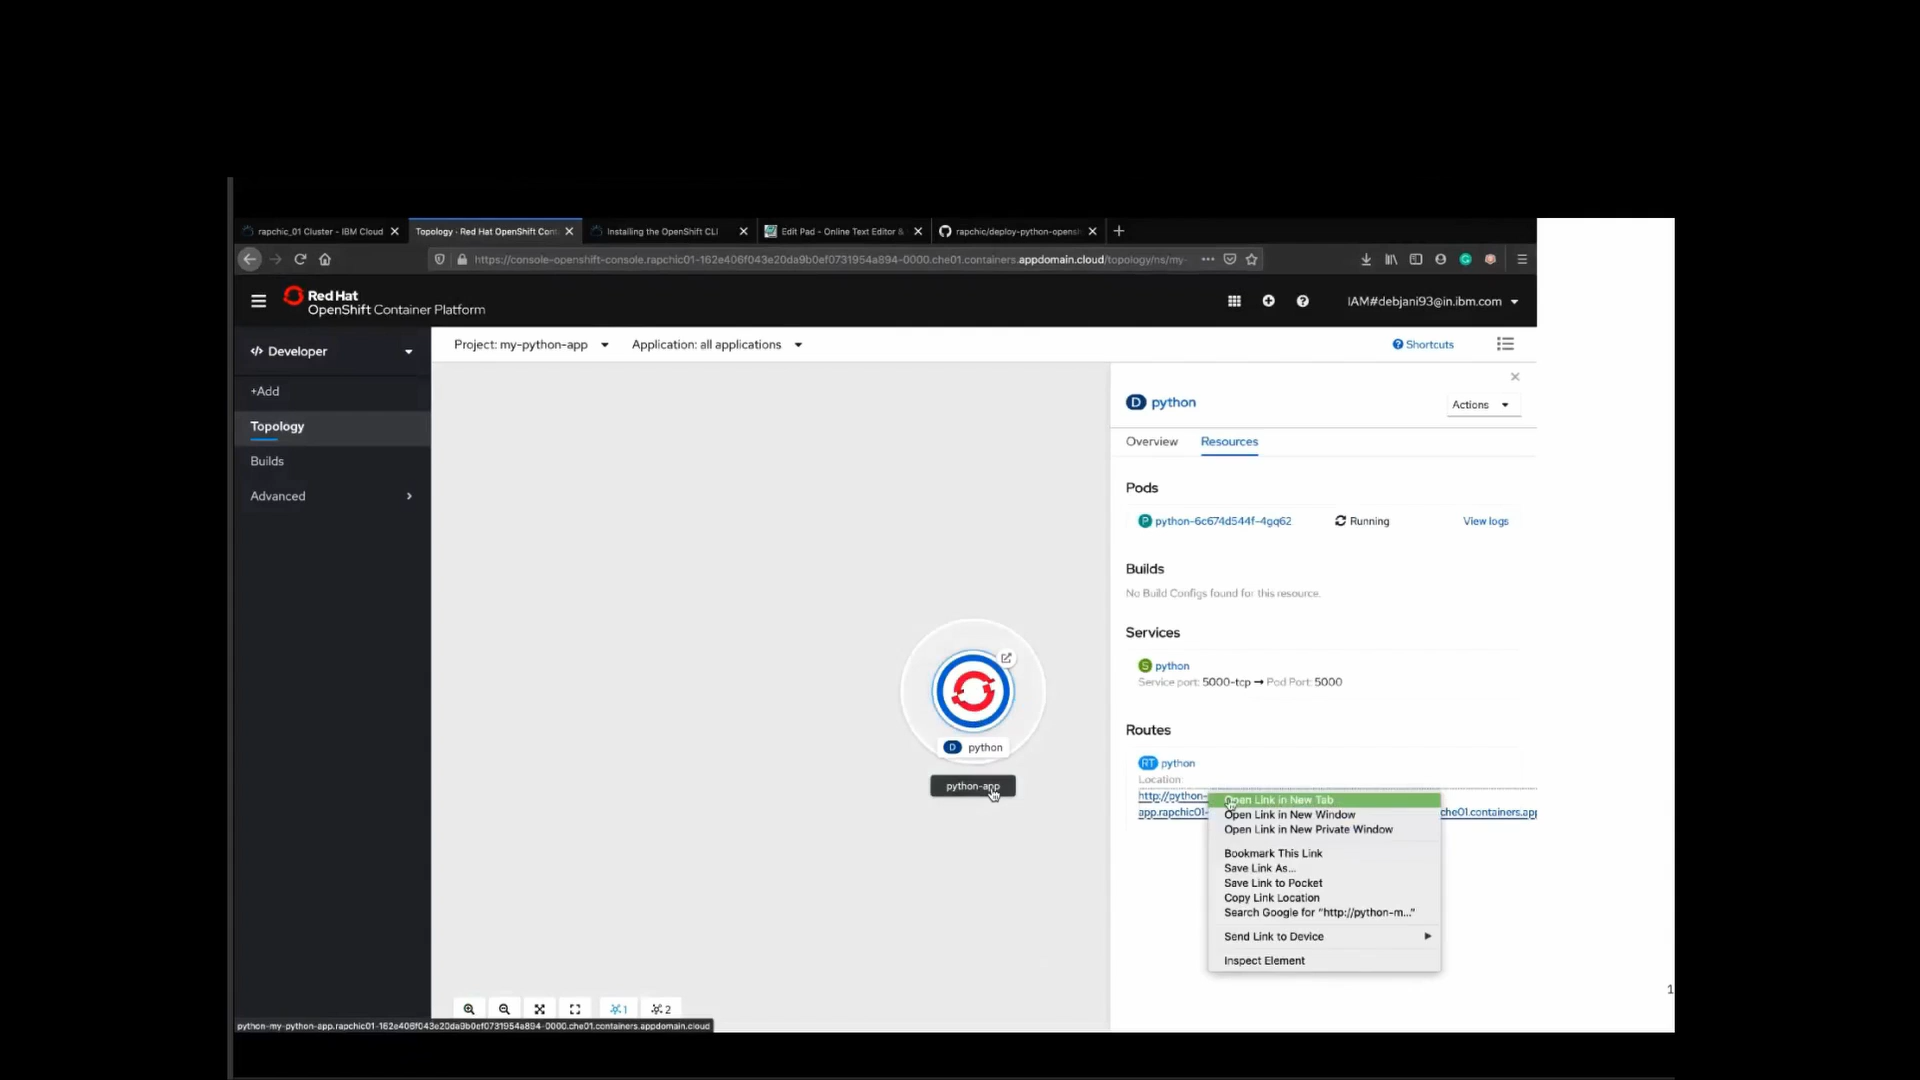 rapchic_01 Cluster - IBM Cloud
Topology · Red Hat OpenShift Cont
Installing the OpenShift CLI
Edit Pad - Online Text Editor &
rapchic/deploy-python-opensh
https://console-openshift-console.rapchic01-162e406f043e20da9b0ef0731954a894-0000.che01.containers.appdomain.cloud/topology/ns/my-
Red Hat
OpenShift Container Platform
IAM#debjani93@in.ibm.com
Developer
Project: my-python-app
Application: all applications
Shortcuts
+Add
Topology
Builds
Advanced
D python
Actions
Overview
Resources
Pods
P python-6c674d544f-4gq62
Running
View logs
Builds
No Build Configs found for this resource.
Services
S python
Service port: 5000-tcp → Pod Port: 5000
Routes
RT python
Location:
http://python-
app.rapchic01-
che01.containers.app
D python
python-app
Open Link in New Tab
Open Link in New Window
Open Link in New Private Window
Bookmark This Link
Save Link As...
Save Link to Pocket
Copy Link Location
Search Google for "http://python-m..."
Send Link to Device
Inspect Element
1
1
2
python-my-python-app.rapchic01-162e406f043e20da9b0ef0731954a894-0000.che01.containers.appdomain.cloud